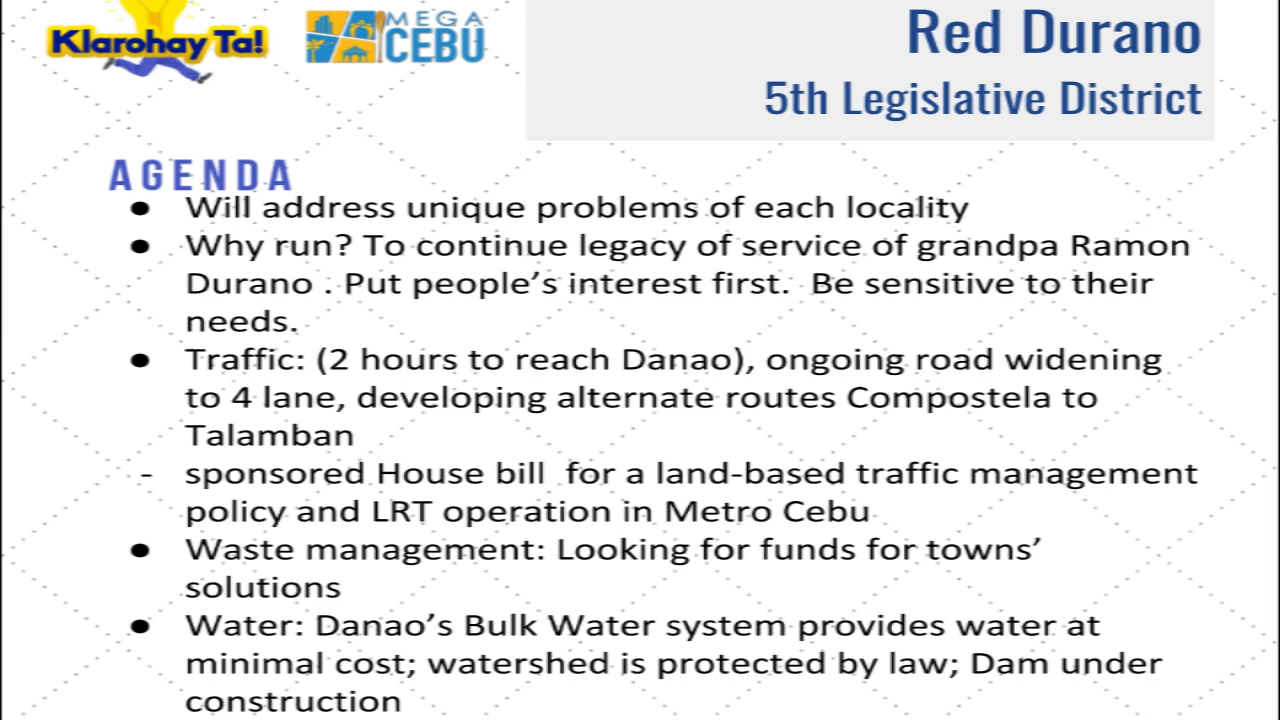 Klarohay Ta!
MEGA
CEBU
Red Durano
5th Legislative District
AGENDA
● Will address unique problems of each locality
● Why run? To continue legacy of service of grandpa Ramon
Durano . Put people’s interest first.  Be sensitive to their
needs.
● Traffic: (2 hours to reach Danao), ongoing road widening
to 4 lane, developing alternate routes Compostela to
Talamban
- sponsored House bill  for a land-based traffic management
policy and LRT operation in Metro Cebu
● Waste management: Looking for funds for towns’
solutions
● Water: Danao’s Bulk Water system provides water at
minimal cost; watershed is protected by law; Dam under
construction